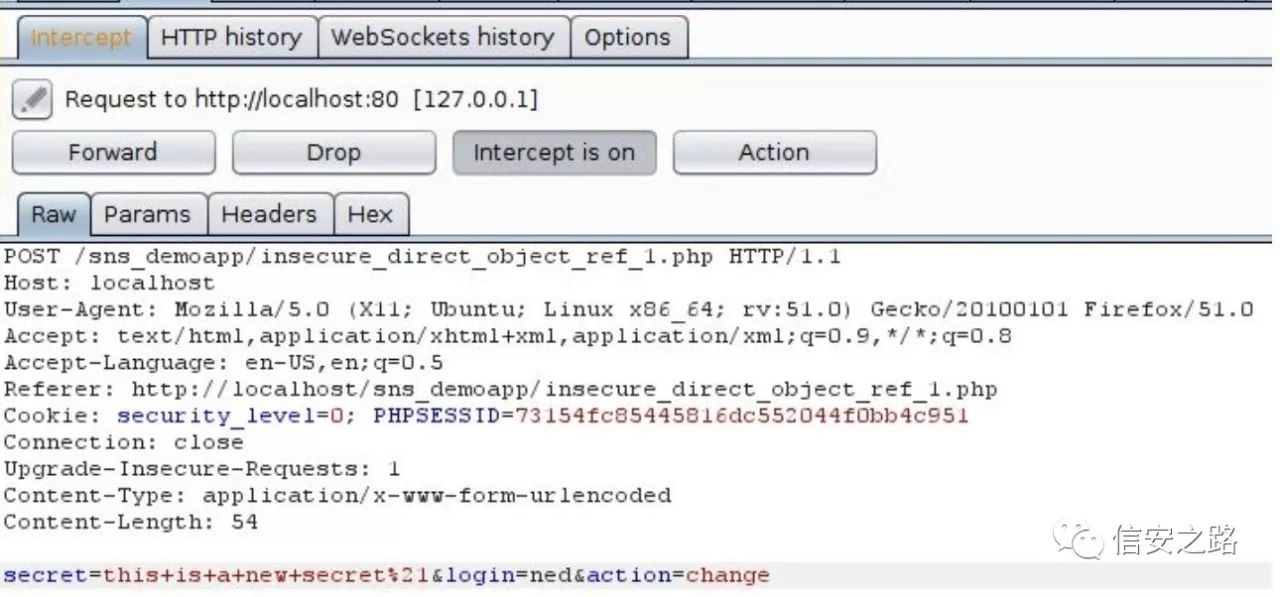 Intercept HTTP history WebSockets history Options
Request to http://localhost:80 [127.0.0.1]
Forward Drop Intercept is on Action
Raw Params Headers Hex
POST /sns_demoapp/insecure_direct_object_ref_1.php HTTP/1.1
Host: localhost
User-Agent: Mozilla/5.0 (X11; Ubuntu; Linux x86_64; rv:51.0) Gecko/20100101 Firefox/51.0
Accept: text/html,application/xhtml+xml,application/xml;q=0.9,*/*;q=0.8
Accept-Language: en-US,en;q=0.5
Referer: http://localhost/sns_demoapp/insecure_direct_object_ref_1.php
Cookie: security_level=0; PHPSESSID=73154fc85445816dc552044f0bb4c951
Connection: close
Upgrade-Insecure-Requests: 1
Content-Type: application/x-www-form-urlencoded
Content-Length: 54
信安之路
secret=this+is+a+new+secret%21&login=ned&action=change